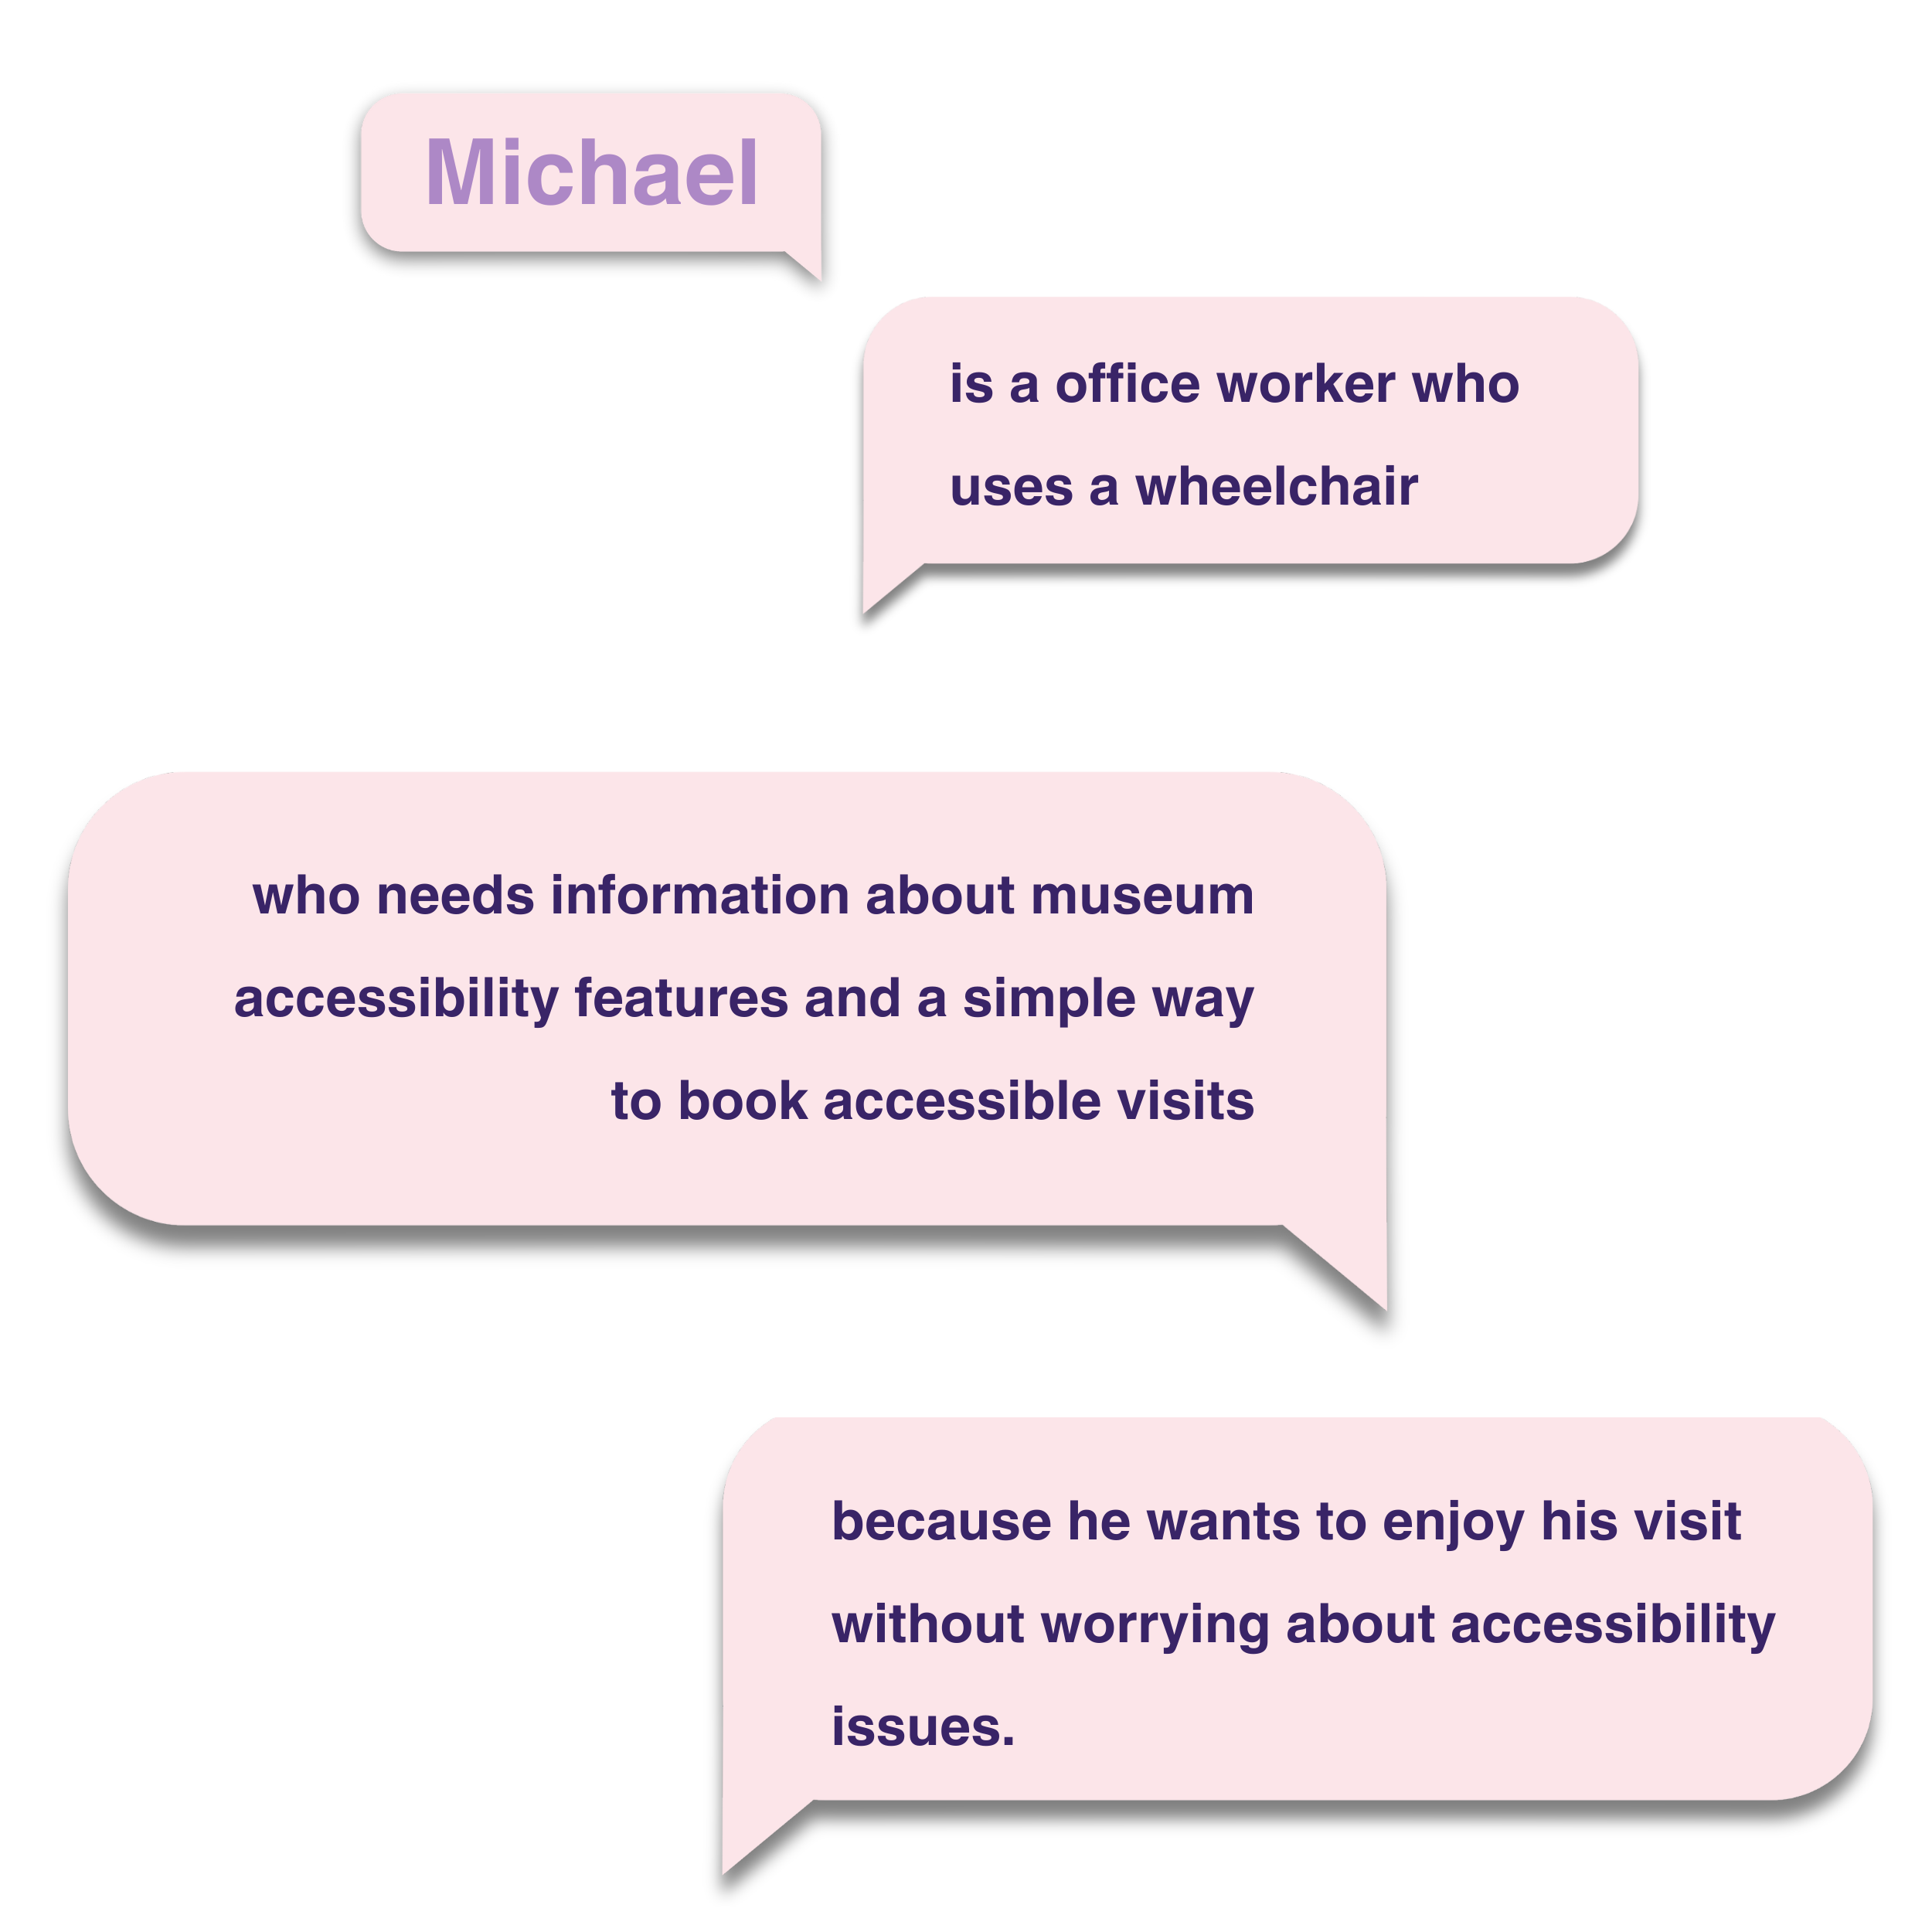 Michael
is a office worker who
uses a wheelchair
who needs information about museum
accessibility features and a simple way
to book accessible visits
because he wants to enjoy his visit
without worrying about accessibility
issues.